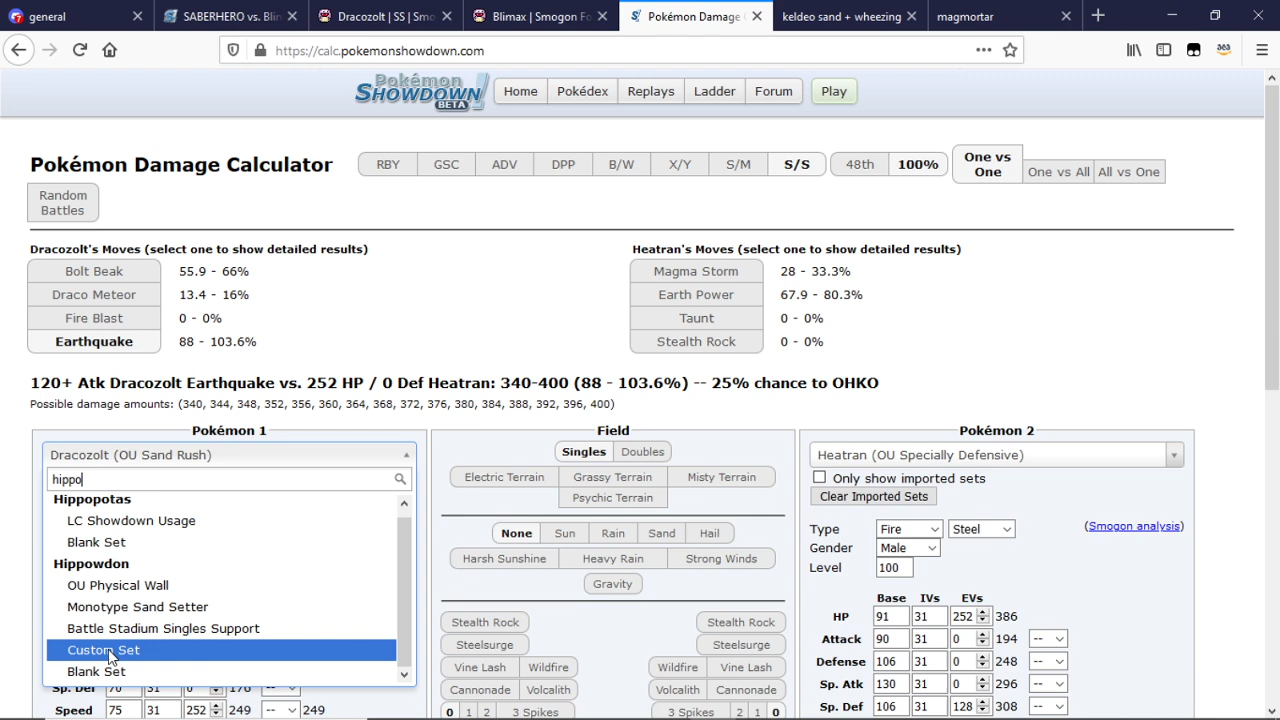 general
SABERHERO vs. Blin
Dracozolt | SS | Smo
Blimax | Smogon Fo
Pokémon Damage C
keldeo sand + wheezing
magmortar
https://calc.pokemonshowdown.com
Pokémon
SHOWDOWN!
BETA
Home Pokédex Replays Ladder Forum Play
Pokémon Damage Calculator
RBY GSC ADV DPP B/W X/Y S/M S/S 48th 100% One vs One One vs All All vs One
Random Battles
Dracozolt's Moves (select one to show detailed results)
Bolt Beak 55.9 - 66%
Draco Meteor 13.4 - 16%
Fire Blast 0 - 0%
Earthquake 88 - 103.6%
Heatran's Moves (select one to show detailed results)
Magma Storm 28 - 33.3%
Earth Power 67.9 - 80.3%
Taunt 0 - 0%
Stealth Rock 0 - 0%
120+ Atk Dracozolt Earthquake vs. 252 HP / 0 Def Heatran: 340-400 (88 - 103.6%) -- 25% chance to OHKO
Possible damage amounts: (340, 344, 348, 352, 356, 360, 364, 368, 372, 376, 380, 384, 388, 392, 396, 400)
Pokémon 1
Dracozolt (OU Sand Rush)
hippo
Hippopotas
LC Showdown Usage
Blank Set
Hippowdon
OU Physical Wall
Monotype Sand Setter
Battle Stadium Singles Support
Custom Set
Blank Set
Sp. Def 70 31 0 176 --
Speed 75 31 252 249 -- 249
Field
Singles Doubles
Electric Terrain Grassy Terrain Misty Terrain
Psychic Terrain
None Sun Rain Sand Hail
Harsh Sunshine Heavy Rain Strong Winds
Gravity
Stealth Rock Stealth Rock
Steelsurge Steelsurge
Vine Lash Wildfire Wildfire Vine Lash
Cannonade Volcalith Volcalith Cannonade
0 1 2 3 Spikes 3 Spikes 2 1 0
Pokémon 2
Heatran (OU Specially Defensive)
Only show imported sets
Clear Imported Sets
Type Fire Steel (Smogon analysis)
Gender Male
Level 100
Base IVs EVs
HP 91 31 252 386
Attack 90 31 0 194 --
Defense 106 31 0 248 --
Sp. Atk 130 31 0 296 --
Sp. Def 106 31 128 308 --